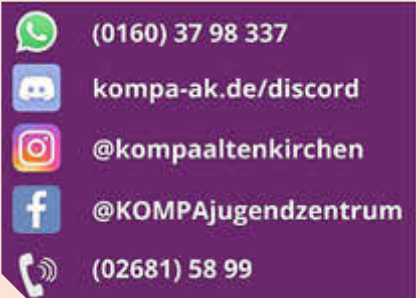 (0160) 37 98 337
kompa-ak.de/discord
@kompaaltenkirchen
@KOMPAjugendzentrum
(02681) 58 99